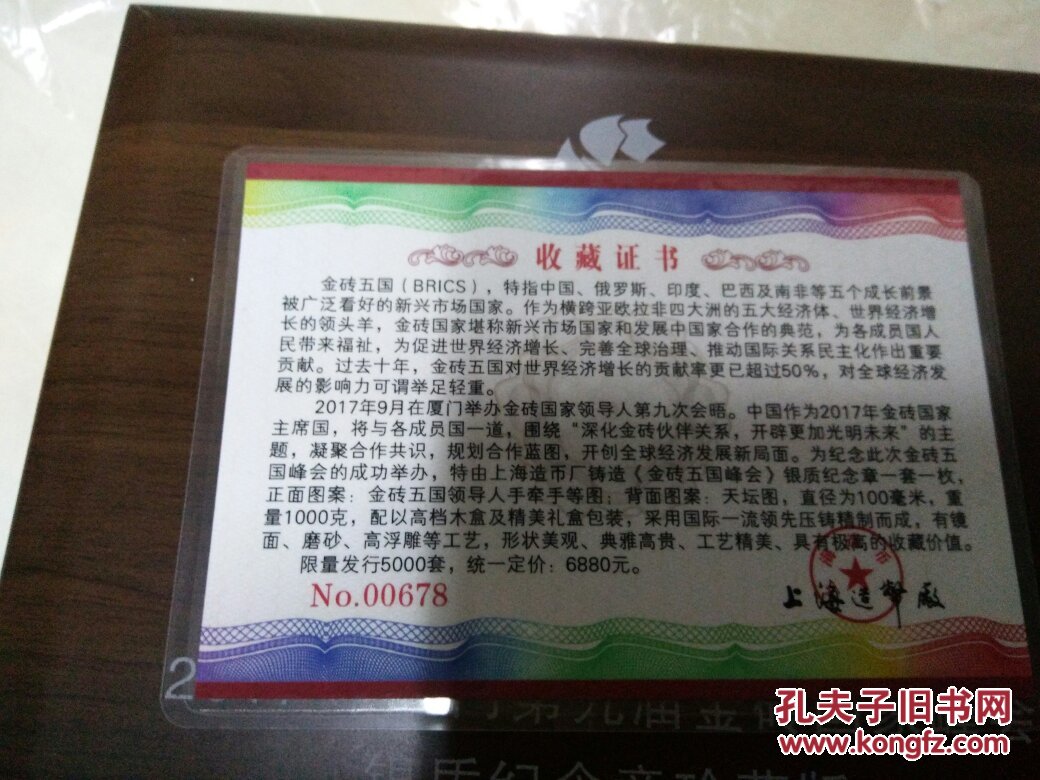 收藏证书
金砖五国（BRICS），特指中国、俄罗斯、印度、巴西及南非等五个成长前景
被广泛看好的新兴市场国家。作为横跨亚欧拉非四大洲的五大经济体、世界经济增
长的领头羊，金砖国家堪称新兴市场国家和发展中国家合作的典范，为各成员国人
民带来福祉，为促进世界经济增长、完善全球治理、推动国际关系民主化作出重要
贡献。过去十年，金砖五国对世界经济增长的贡献率更已超过50%，对全球经济发
展的影响力可谓举足轻重。
2017年9月在厦门举办金砖国家领导人第九次会晤。中国作为2017年金砖国家
主席国，将与各成员国一道，围绕“深化金砖伙伴关系，开辟更加光明未来”的主
题，凝聚合作共识，规划合作蓝图，开创全球经济发展新局面。为纪念此次金砖五
国峰会的成功举办，特由上海造币厂铸造《金砖五国峰会》银质纪念章一套一枚，
正面图案：金砖五国领导人手牵手等图；背面图案：天坛图，直径为100毫米，重
量1000克，配以高档木盒及精美礼盒包装，采用国际一流领先压铸精制而成，有镜
面、磨砂、高浮雕等工艺，形状美观、典雅高贵、工艺精美、具有极高的收藏价值。
限量发行5000套，统一定价：6880元。
No.00678
上海造幣厰
2
第九届金砖
银质纪念章珍藏版
孔夫子旧书网
www.kongfz.com